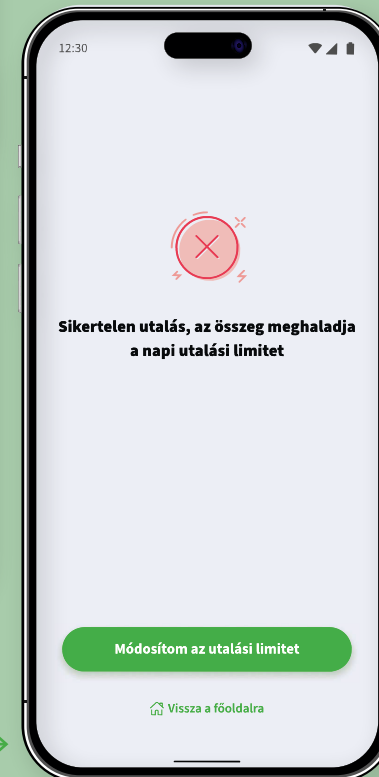 12:30
Sikertelen utalás, az összeg meghaladja
a napi utalási limitet
Módosítom az utalási limitet
Vissza a főoldalra